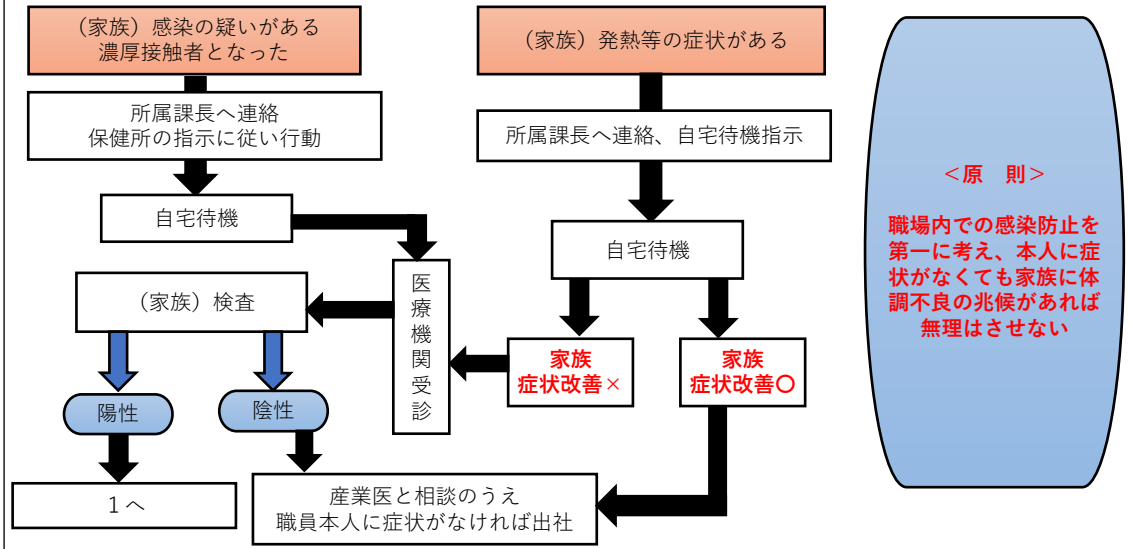 （家族）感染の疑いがある
濃厚接触者となった
所属課長へ連絡
保健所の指示に従い行動
自宅待機
（家族）検査
陽性
陰性
１へ
医療機関受診
（家族）発熱等の症状がある
所属課長へ連絡、自宅待機指示
自宅待機
家族
症状改善×
家族
症状改善〇
産業医と相談のうえ
職員本人に症状がなければ出社
＜原　則＞
職場内での感染防止を
第一に考え、本人に症
状がなくても家族に体
調不良の兆候があれば
無理はさせない